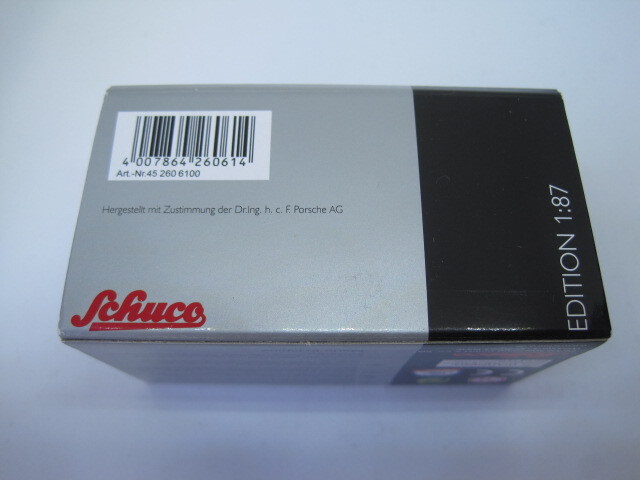 4 007864 260614
Art.-Nr.45 260 6100
Hergestellt mit Zustimmung der Dr.Ing. h. c. F. Porsche AG
Schuco
EDITION 1:87